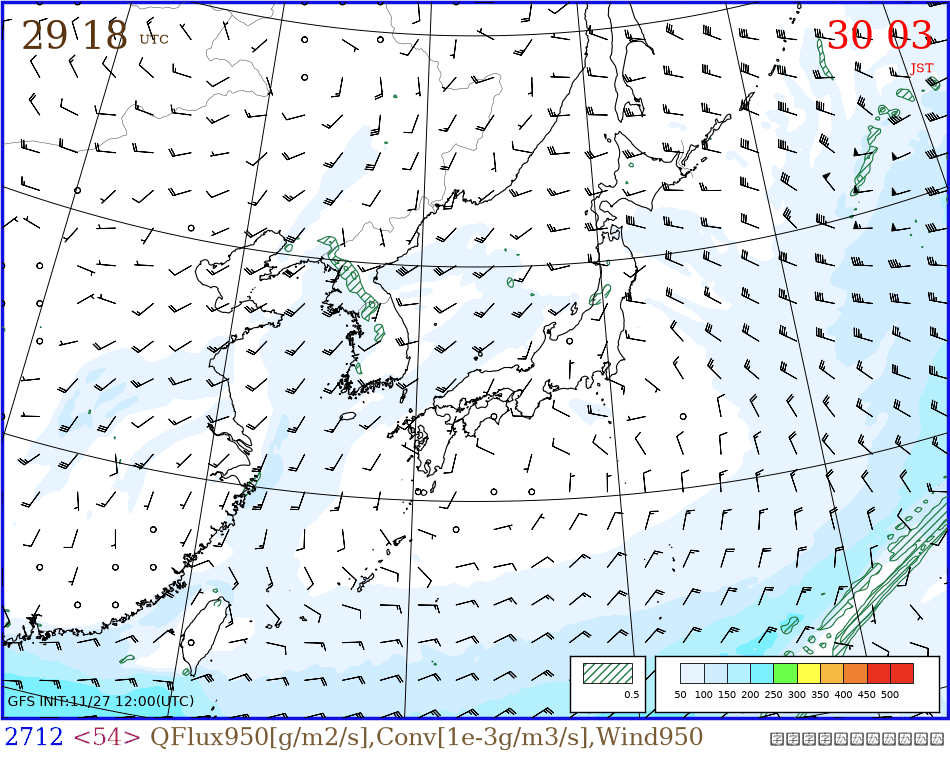 29 18 UTC
30 03
JST
0.5
50 100 150 200 250 300 350 400 450 500
GFS INIT:11/27 12:00(UTC)
2712 <54> QFlux950[g/m2/s],Conv[1e-3g/m3/s],Wind950